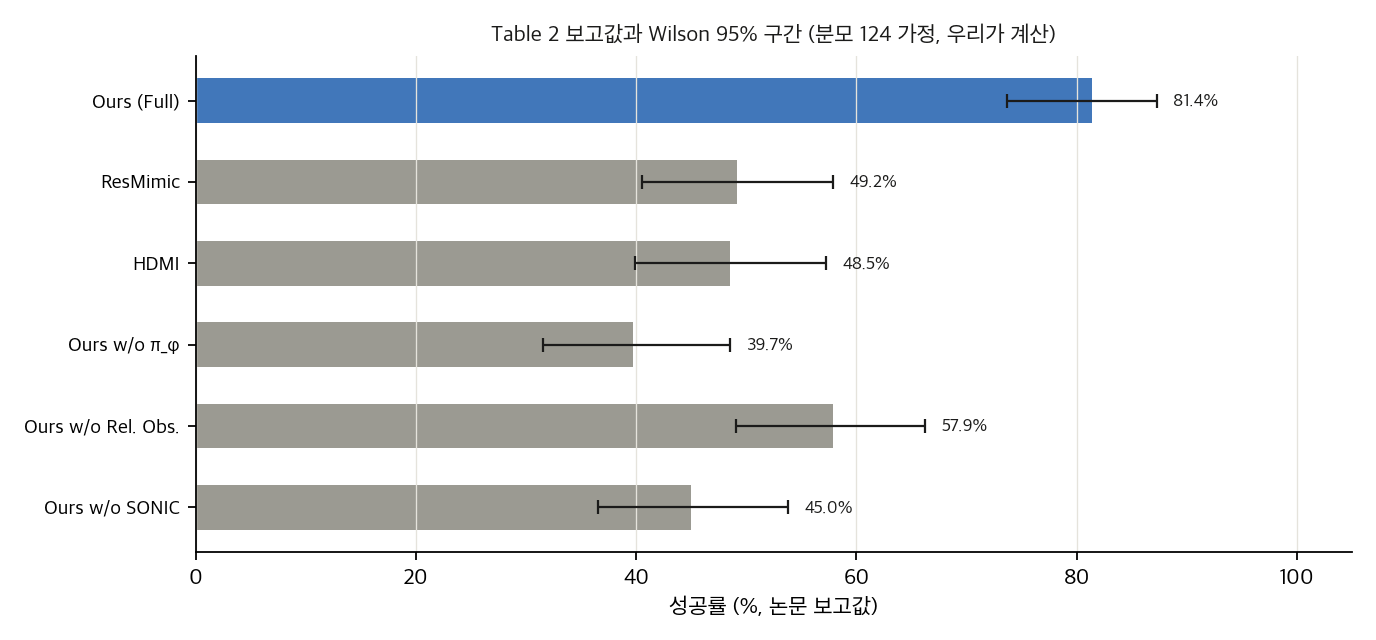 Table 2 보고값과 Wilson 95% 구간 (분모 124 가정, 우리가 계산)
Ours (Full)
81.4%
ResMimic
49.2%
HDMI
48.5%
Ours w/o π_φ
39.7%
Ours w/o Rel. Obs.
57.9%
Ours w/o SONIC
45.0%
0 20 40 60 80 100
성공률 (%, 논문 보고값)